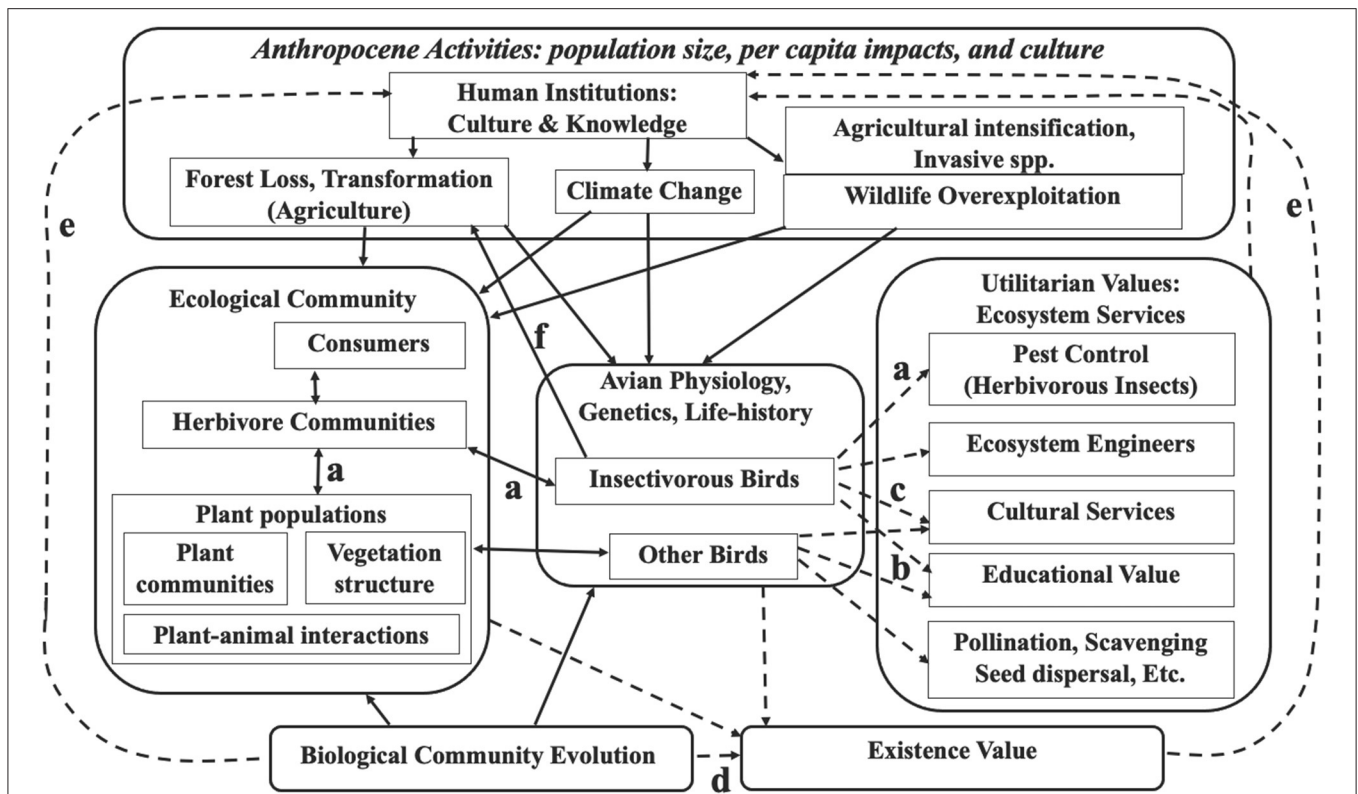 Anthropocene Activities: population size, per capita impacts, and culture
Human Institutions:
Culture & Knowledge
Agricultural intensification,
Invasive spp.
Forest Loss, Transformation
(Agriculture)
Climate Change
Wildlife Overexploitation
e
e
Ecological Community
Consumers
Herbivore Communities
a
Plant populations
Plant
communities
Vegetation
structure
Plant-animal interactions
f
a
Avian Physiology,
Genetics, Life-history
Insectivorous Birds
Other Birds
a
c
b
Utilitarian Values:
Ecosystem Services
Pest Control
(Herbivorous Insects)
Ecosystem Engineers
Cultural Services
Educational Value
Pollination, Scavenging
Seed dispersal, Etc.
Biological Community Evolution
d
Existence Value